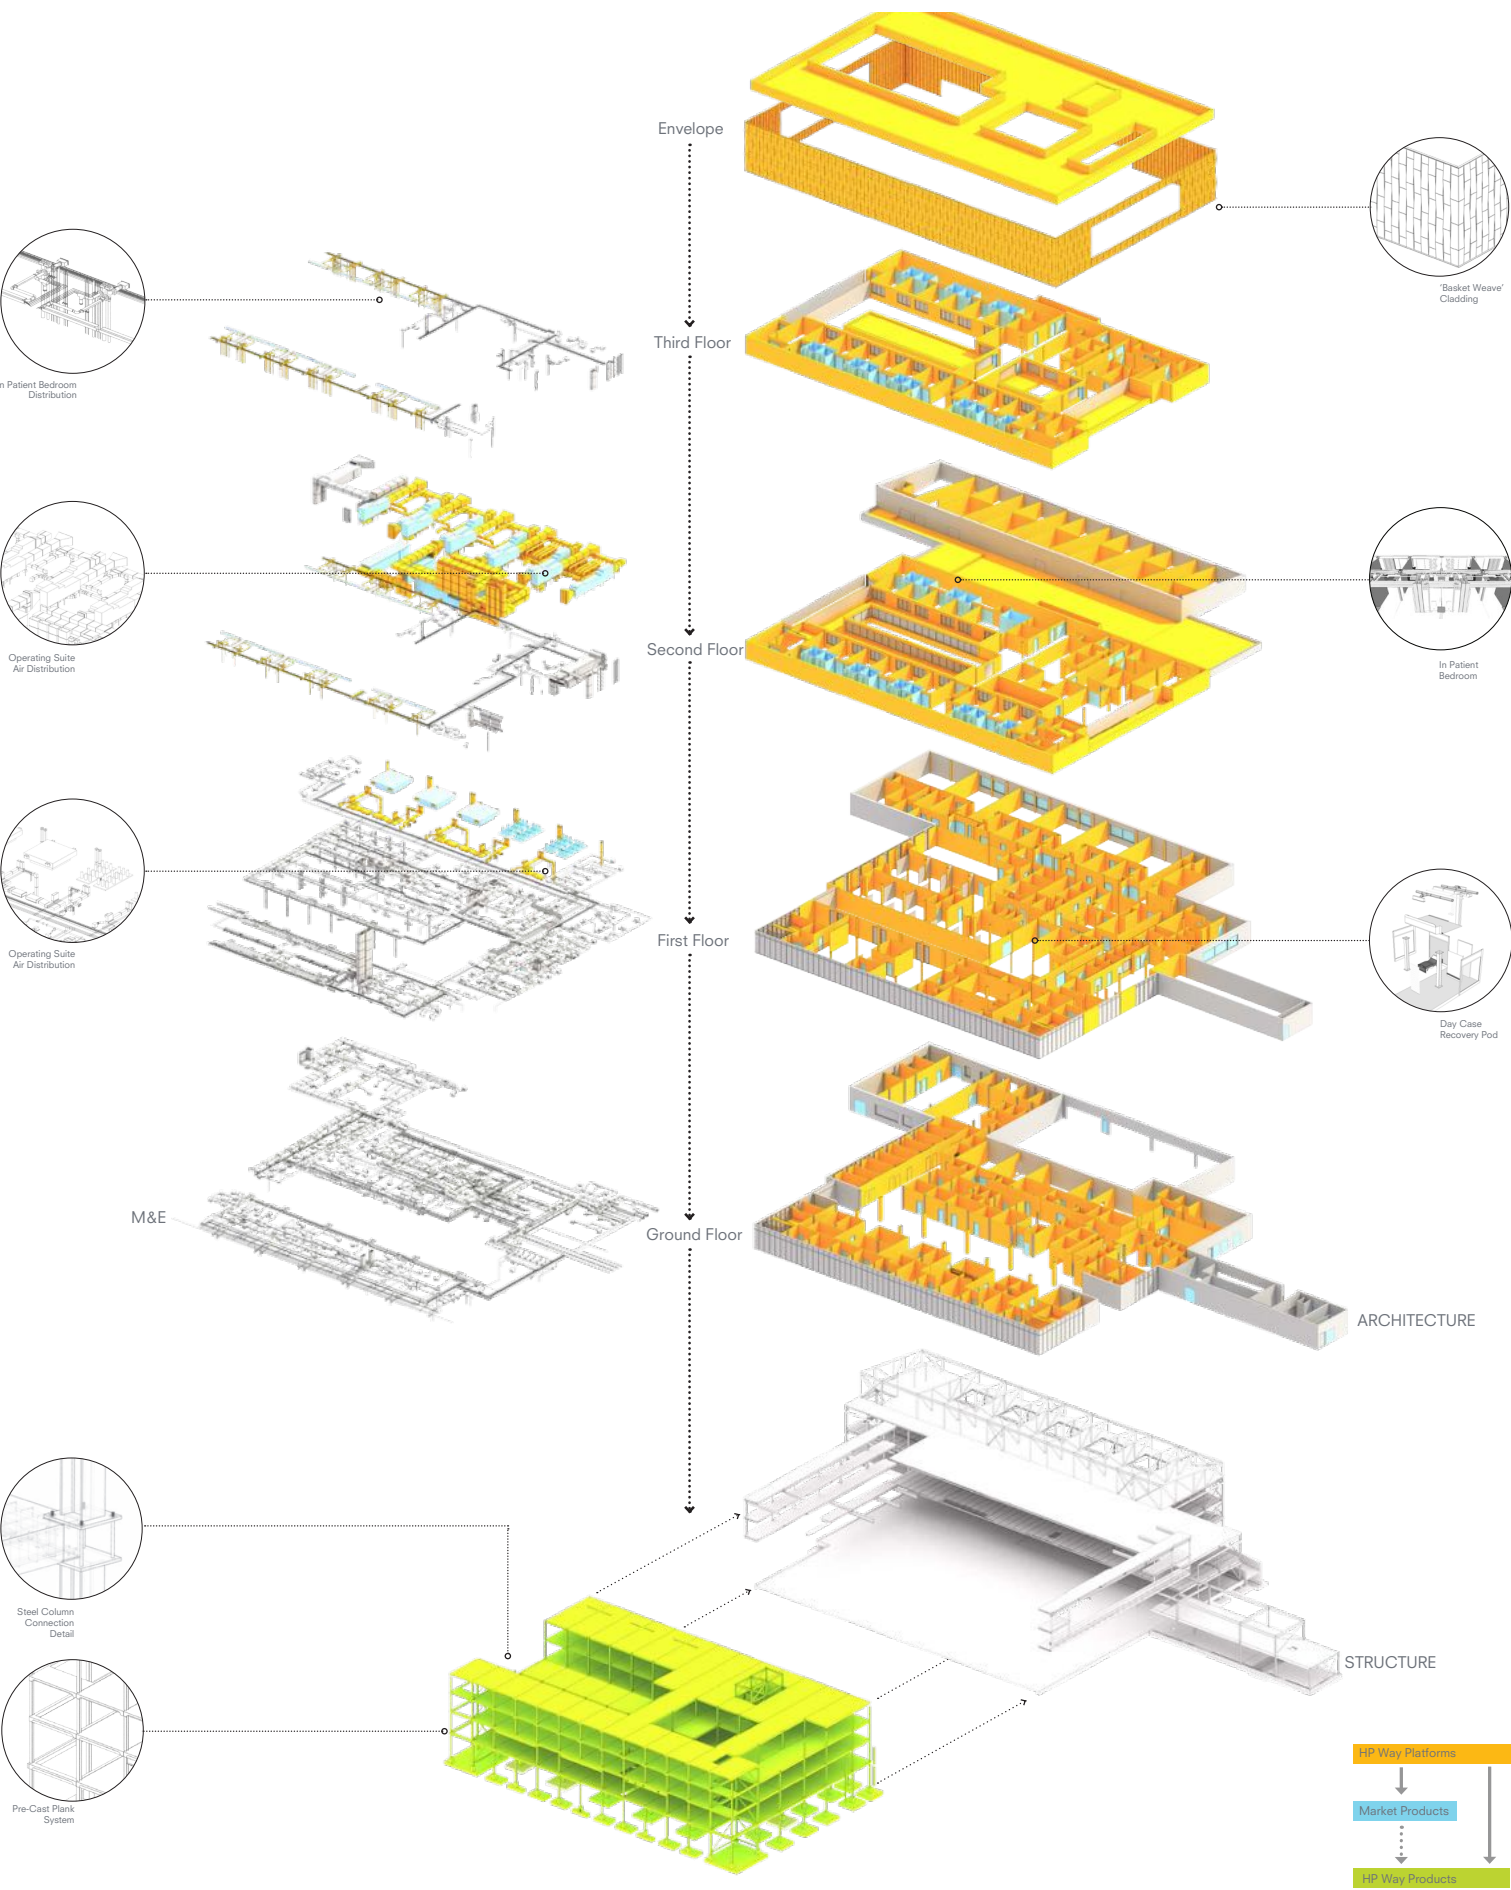 Envelope
'Basket Weave'
Cladding
Third Floor
n Patient Bedroom
Distribution
Second Floor
Operating Suite
Air Distribution
In Patient
Bedroom
First Floor
Operating Suite
Air Distribution
Day Case
Recovery Pod
M&E
Ground Floor
ARCHITECTURE
Steel Column
Connection
Detail
STRUCTURE
Pre-Cast Plank
System
HP Way Platforms
Market Products
HP Way Products